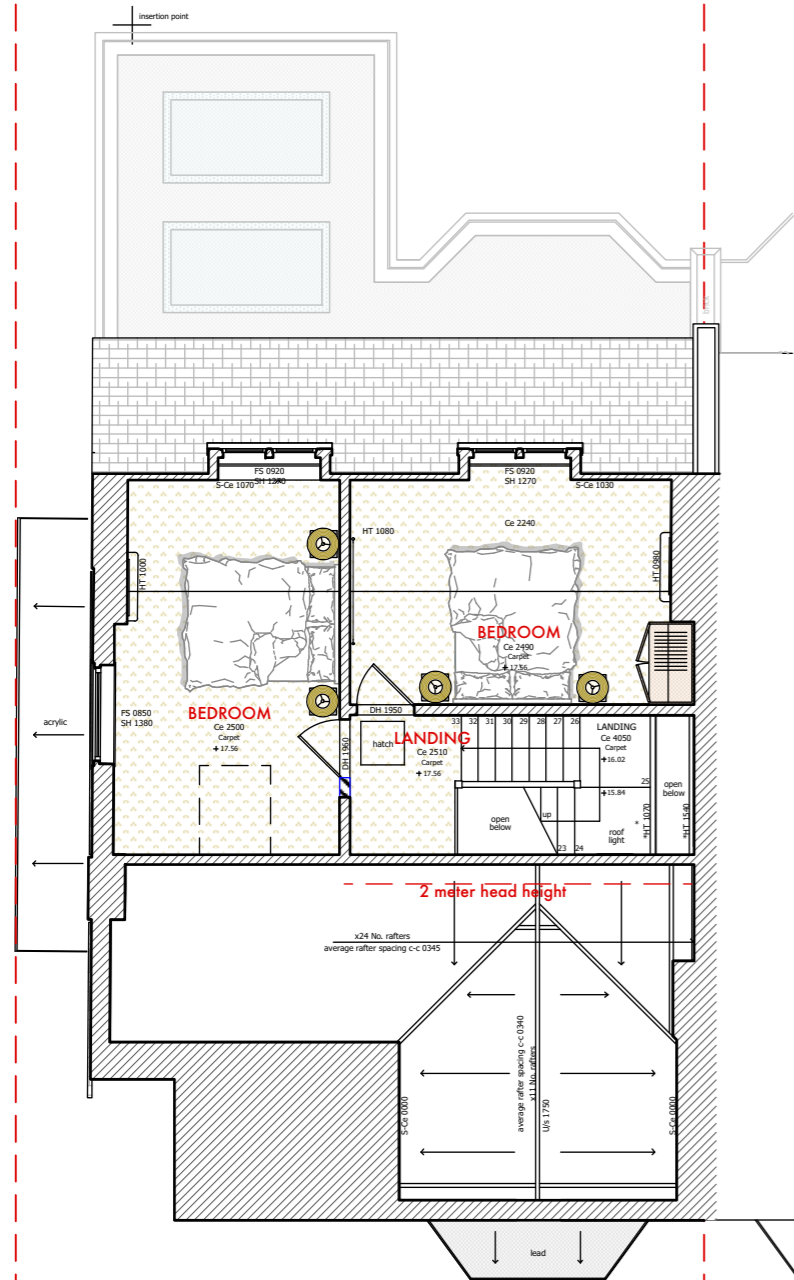 insertion point
brick
FS 0920
SH 1270
S-Ce 1070
FS 0920
SH 1270
S-Ce 1030
HT 1080
Ce 2240
HT 1000
HT 0980
BEDROOM
Ce 2490
Carpet
+17.56
FS 0850
SH 1380
acrylic
BEDROOM
Ce 2500
Carpet
+17.56
DH 1950
DH 1960
hatch
LANDING
Ce 2510
Carpet
+17.56
33 32 31 30 29 28 27 26
LANDING
Ce 4050
Carpet
+16.02
+15.84
25
open
below
open
below
up
23 24
roof
light
*
*HT 1070
*HT 1540
2 meter head height
x24 No. rafters
average rafter spacing c-c 0345
average rafter spacing c-c 0340
x11 No. rafters
U/s 1750
S-Ce 0000
S-Ce 0000
lead